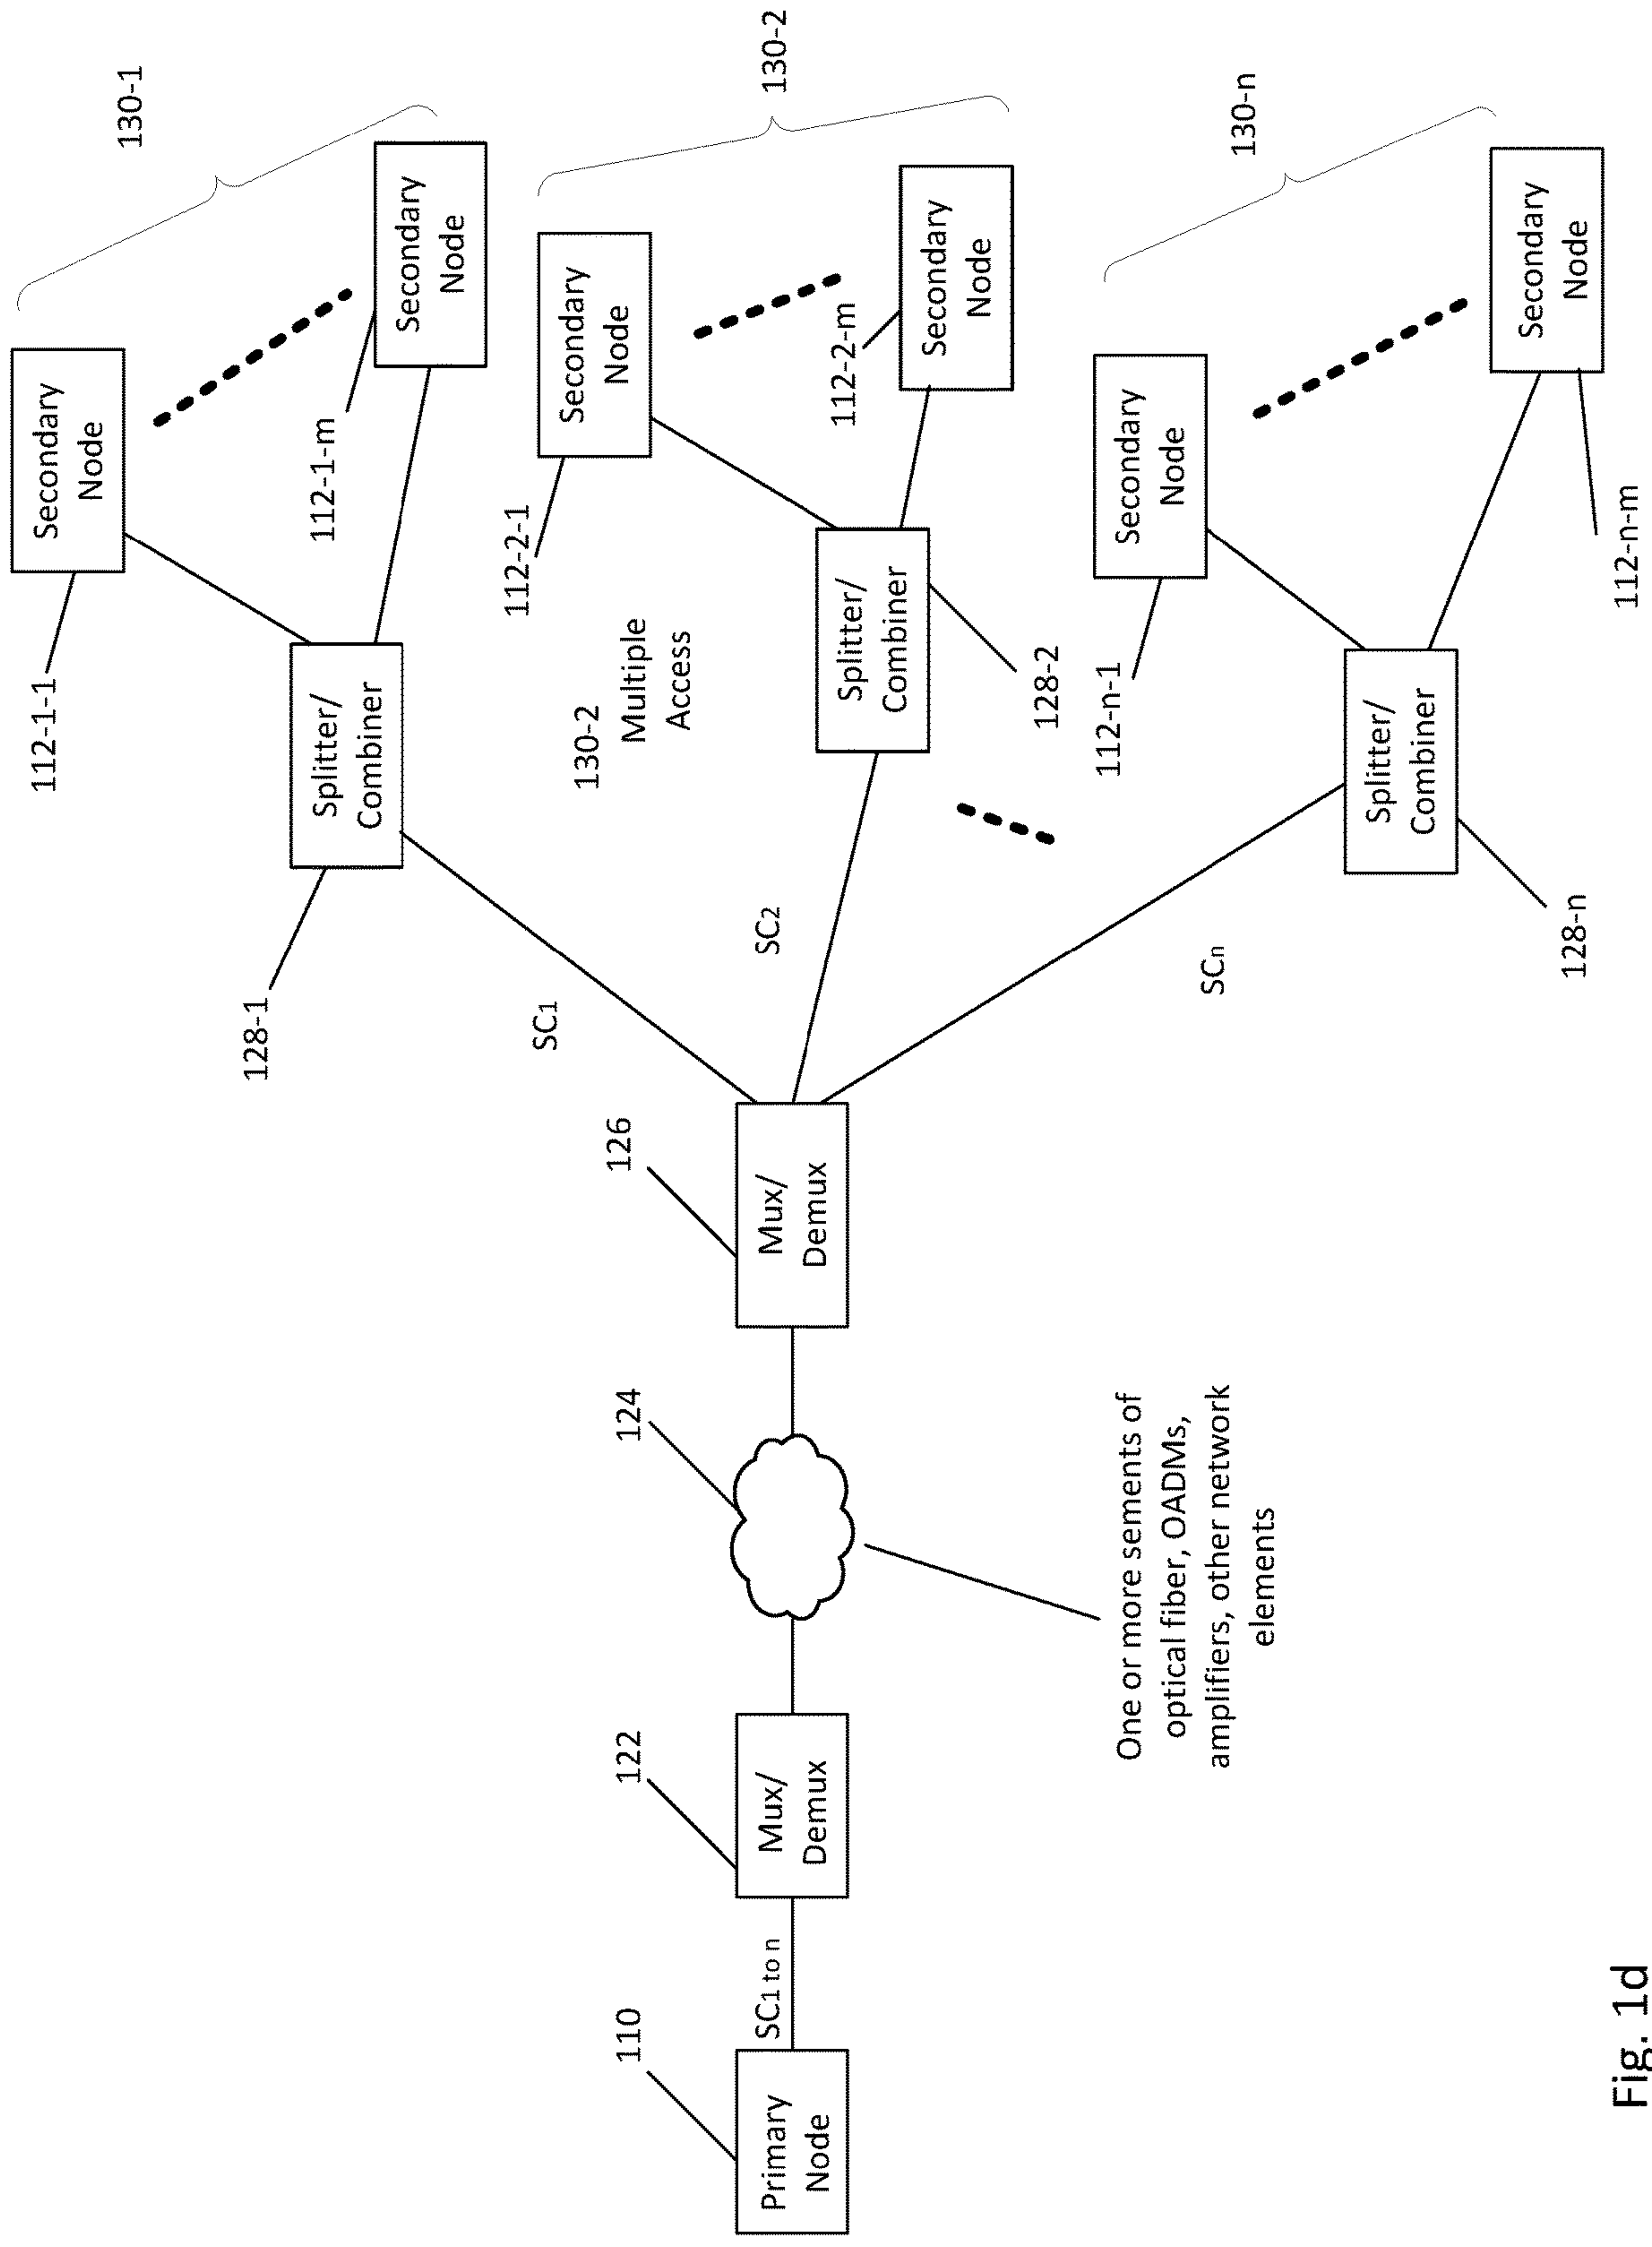 130-1
Secondary
Node
112-1-1
Secondary
Node
112-1-m
Splitter/
Combiner
128-1
SC1
130-2
Secondary
Node
112-2-1
Secondary
Node
112-2-m
130-2
Multiple
Access
Splitter/
Combiner
128-2
SC2
130-n
Secondary
Node
112-n-1
Secondary
Node
112-n-m
Splitter/
Combiner
128-n
SCn
126
Mux/
Demux
124
One or more sements of
optical fiber, OADMs,
amplifiers, other network
elements
122
Mux/
Demux
SC1 to n
110
Primary
Node
Fig. 1d